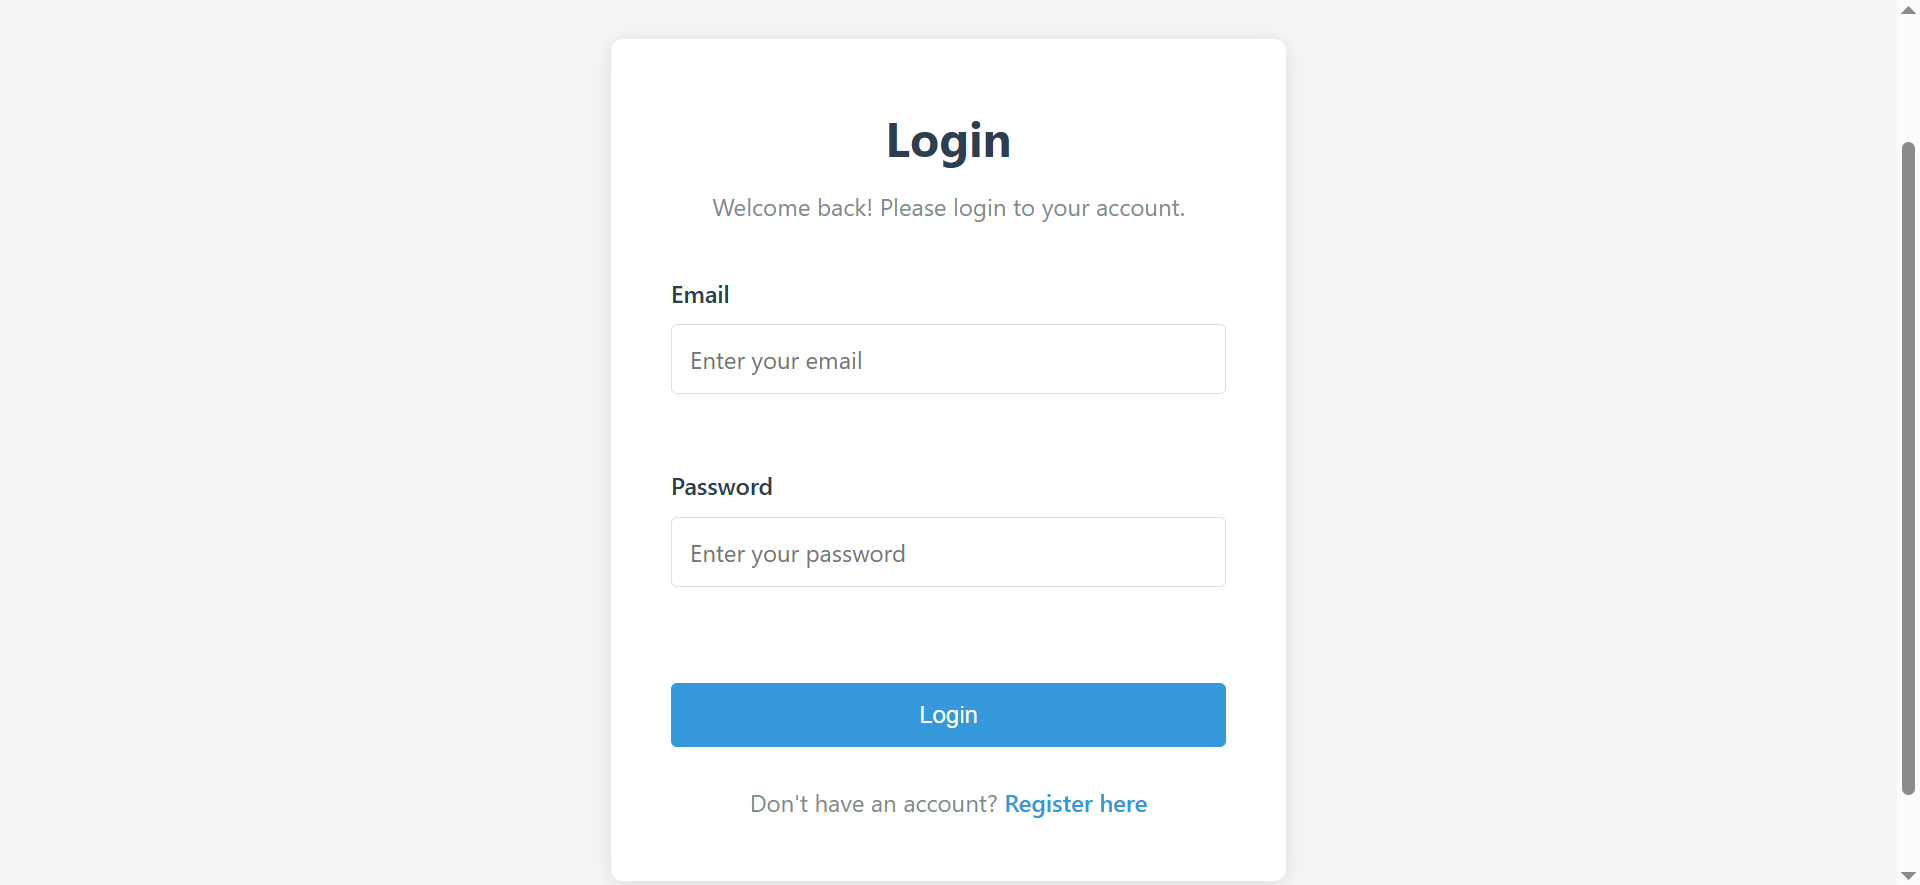 Login
Welcome back! Please login to your account.
Email
Enter your email
Password
Enter your password
Login
Don't have an account? Register here